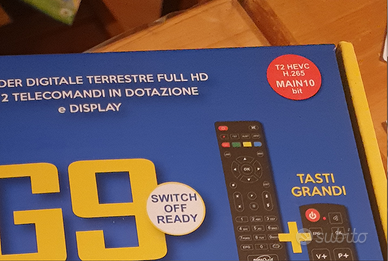 DER DIGITALE TERRESTRE FULL HD
2 TELECOMANDI IN DOTAZIONE
e DISPLAY
T2 HEVC
H.265
MAIN10
bit
G9
SWITCH
OFF
READY
TASTI
GRANDI
OK
+
V+
P+
subito